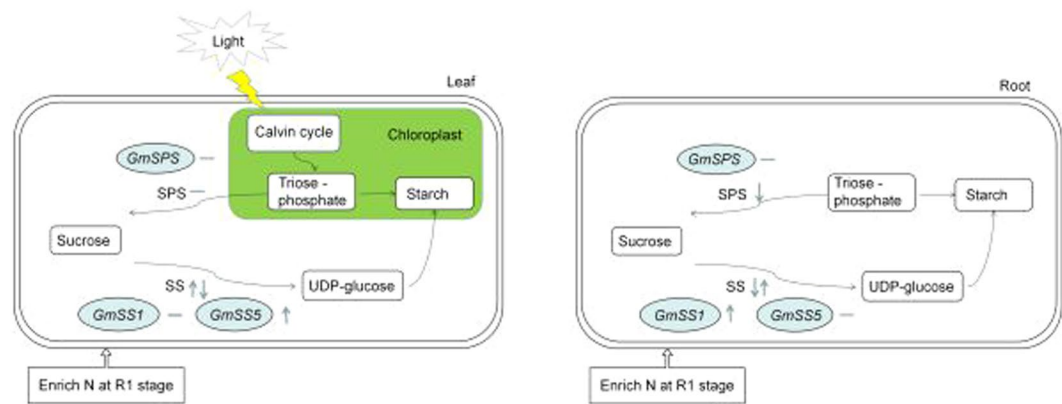 Light
Leaf
Calvin cycle
Chloroplast
GmSPS
SPS
Triose -
phosphate
Starch
Sucrose
SS
UDP-glucose
GmSS1
GmSS5
Enrich N at R1 stage
Root
GmSPS
SPS
Triose -
phosphate
Starch
Sucrose
SS
UDP-glucose
GmSS1
GmSS5
Enrich N at R1 stage